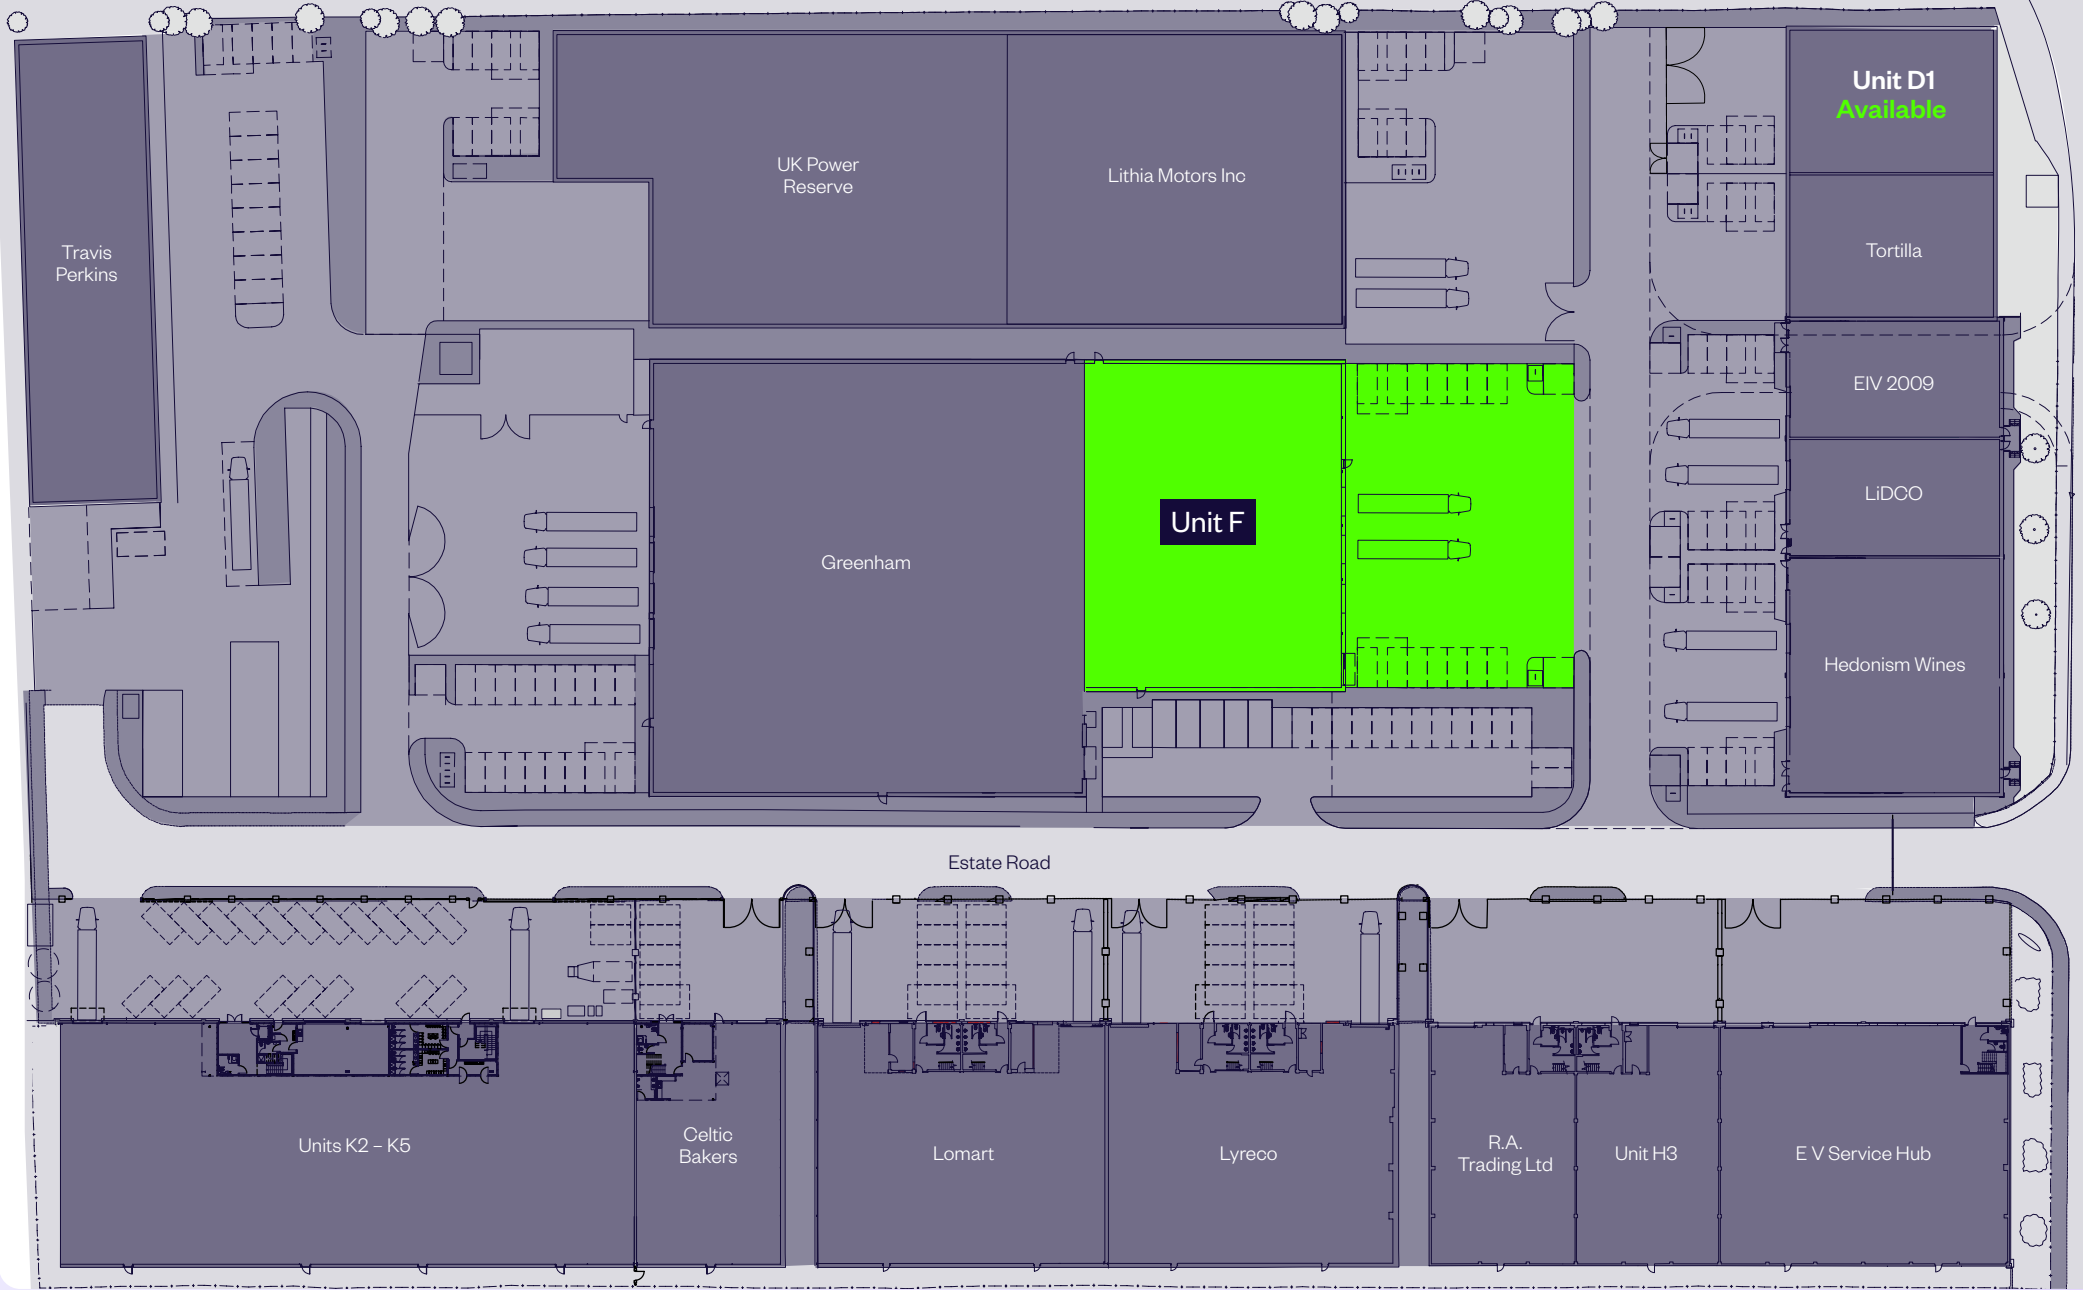 Unit D1
Available
UK Power
Reserve
Lithia Motors Inc
Travis
Perkins
Tortilla
EIV 2009
LiDCO
Unit F
Greenham
Hedonism Wines
Estate Road
Units K2 – K5
Celtic
Bakers
Lomart
Lyreco
R.A.
Trading Ltd
Unit H3
E V Service Hub